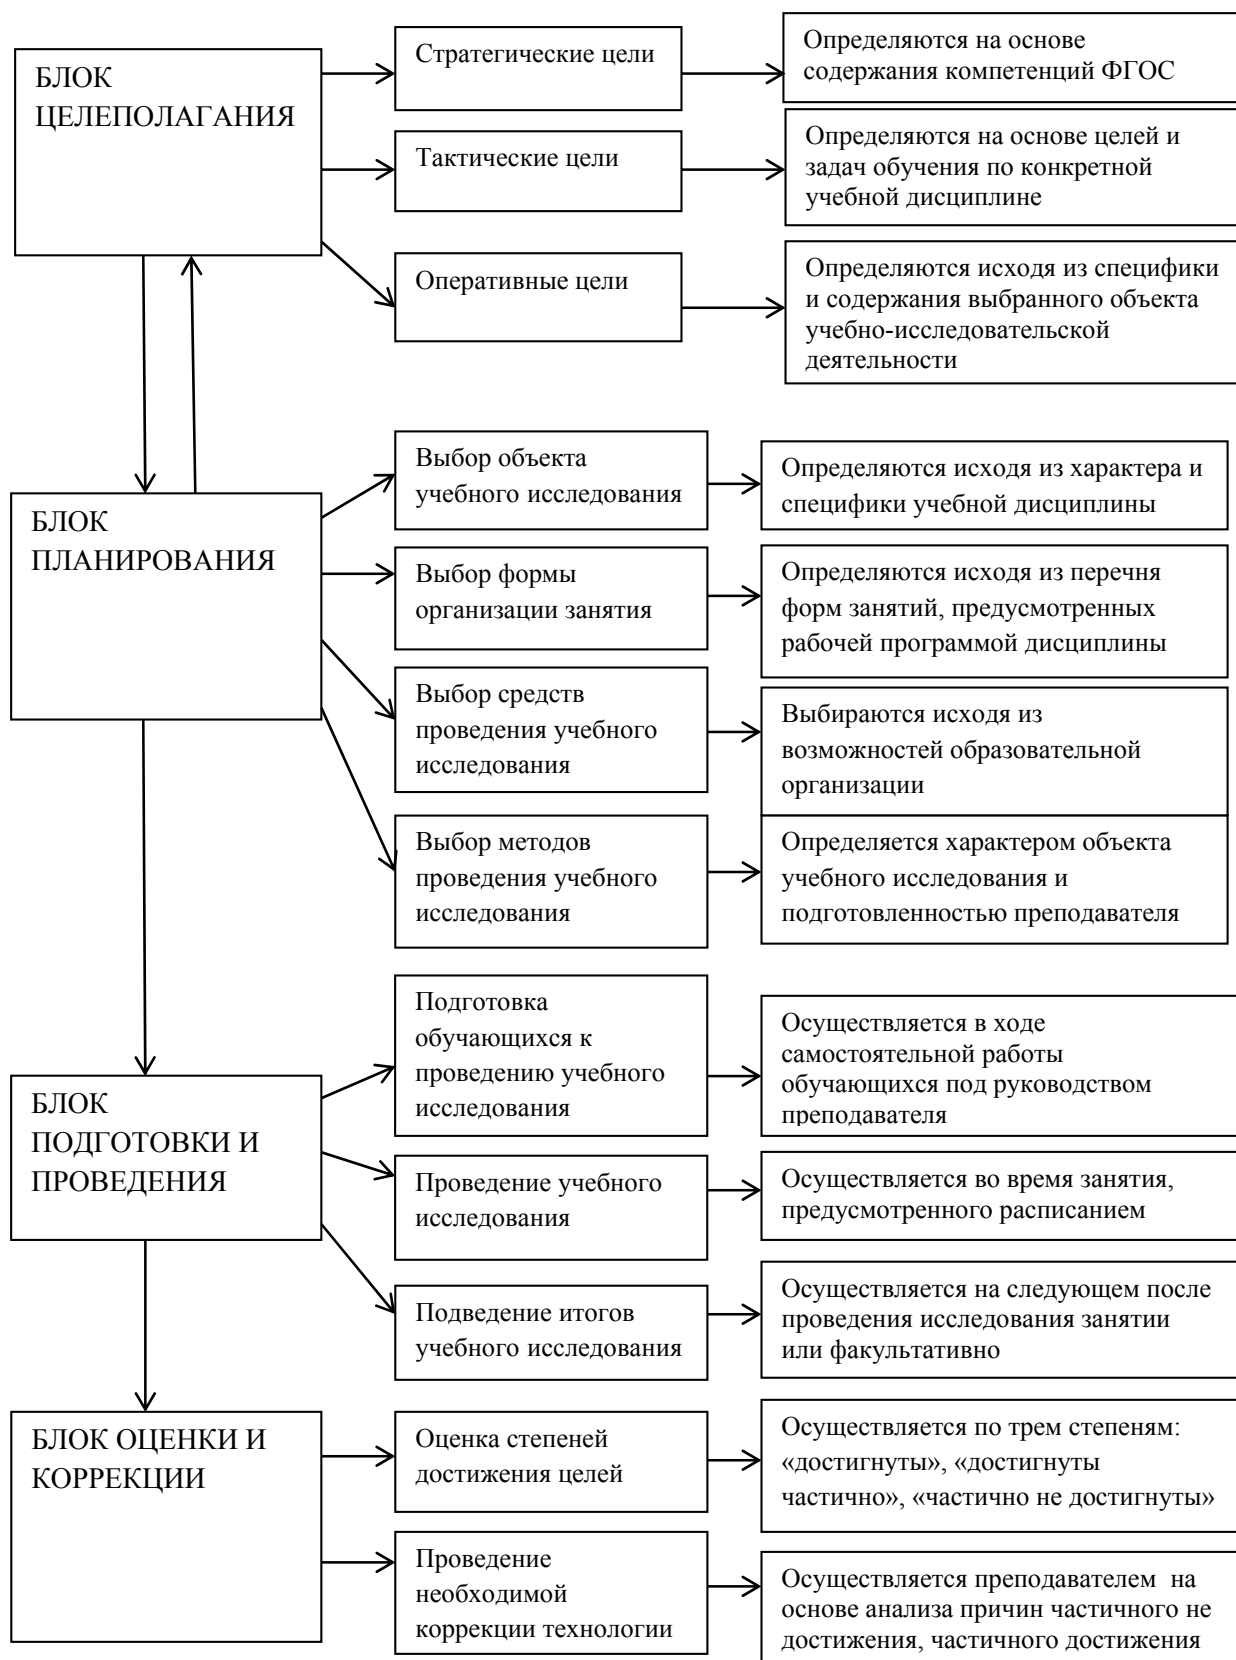 БЛОК
ЦЕЛЕПОЛАГАНИЯ
Стратегические цели
Определяются на основе
содержания компетенций ФГОС
Тактические цели
Определяются на основе целей и
задач обучения по конкретной
учебной дисциплине
Оперативные цели
Определяются исходя из специфики
и содержания выбранного объекта
учебно-исследовательской
деятельности
БЛОК
ПЛАНИРОВАНИЯ
Выбор объекта
учебного исследования
Определяются исходя из характера и
специфики учебной дисциплины
Выбор формы
организации занятия
Определяются исходя из перечня
форм занятий, предусмотренных
рабочей программой дисциплины
Выбор средств
проведения учебного
исследования
Выбираются исходя из
возможностей образовательной
организации
Выбор методов
проведения учебного
исследования
Определяется характером объекта
учебного исследования и
подготовленностью преподавателя
БЛОК
ПОДГОТОВКИ И
ПРОВЕДЕНИЯ
Подготовка
обучающихся к
проведению учебного
исследования
Осуществляется в ходе
самостоятельной работы
обучающихся под руководством
преподавателя
Проведение учебного
исследования
Осуществляется во время занятия,
предусмотренного расписанием
Подведение итогов
учебного исследования
Осуществляется на следующем после
проведения исследования занятии
или факультативно
БЛОК ОЦЕНКИ И
КОРРЕКЦИИ
Оценка степеней
достижения целей
Осуществляется по трем степеням:
«достигнуты», «достигнуты
частично», «частично не достигнуты»
Проведение
необходимой
коррекции технологии
Осуществляется преподавателем на
основе анализа причин частичного не
достижения, частичного достижения